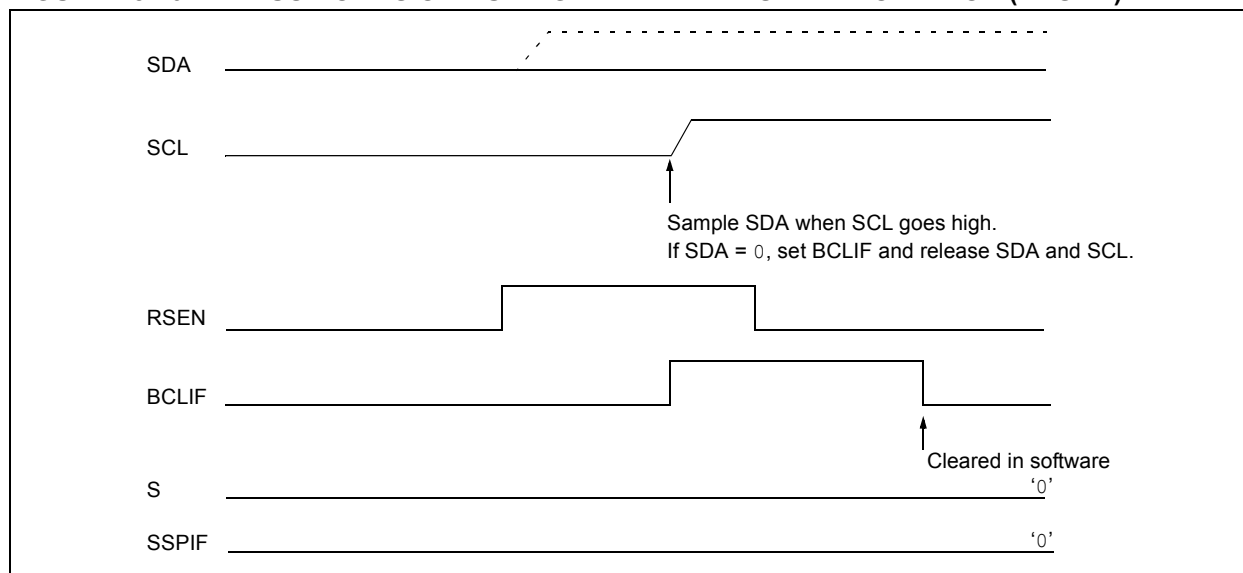 SDA
SCL
Sample SDA when SCL goes high.
If SDA = 0, set BCLIF and release SDA and SCL.
RSEN
BCLIF
Cleared in software
S
‘0’
SSPIF
‘0’